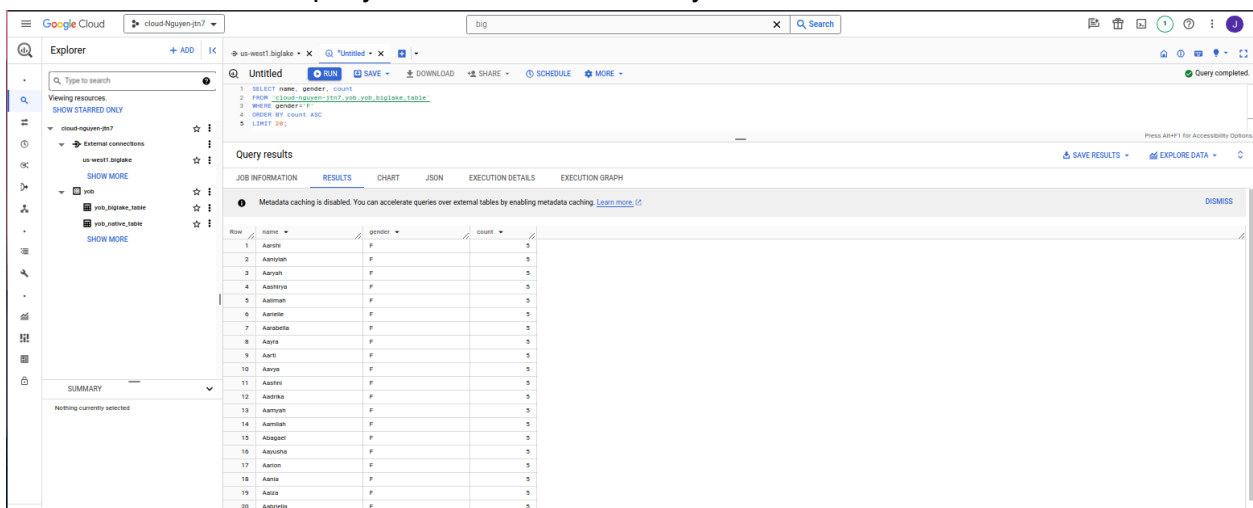 Google Cloud
cloud-Nguyen-jtn7
big
Search
1
J
Explorer
+ ADD
us-west1.biglake
*Untitled
Type to search
Viewing resources.
SHOW STARRED ONLY
cloud-nguyen-jtn7
External connections
us-west1.biglake
SHOW MORE
yob
yob_biglake_table
yob_native_table
SHOW MORE
SUMMARY
Nothing currently selected
Untitled
RUN
SAVE
DOWNLOAD
SHARE
SCHEDULE
MORE
Query completed.
1 SELECT name, gender, count
2 FROM `cloud-nguyen-jtn7.yob.yob_biglake_table`
3 WHERE gender='F'
4 ORDER BY count ASC
5 LIMIT 20;
Press Alt+F1 for Accessibility Options
Query results
SAVE RESULTS
EXPLORE DATA
JOB INFORMATION
RESULTS
CHART
JSON
EXECUTION DETAILS
EXECUTION GRAPH
Metadata caching is disabled. You can accelerate queries over external tables by enabling metadata caching. Learn more
DISMISS
Row name gender count
1 Aarshi F 5
2 Aaniylah F 5
3 Aaryah F 5
4 Aashirya F 5
5 Aalimah F 5
6 Aarielle F 5
7 Aarabella F 5
8 Aayra F 5
9 Aarti F 5
10 Aavya F 5
11 Aashni F 5
12 Aadrika F 5
13 Aamyah F 5
14 Aamilah F 5
15 Abagael F 5
16 Aayusha F 5
17 Aarion F 5
18 Aania F 5
19 Aaiza F 5
20 Aabriella F 5